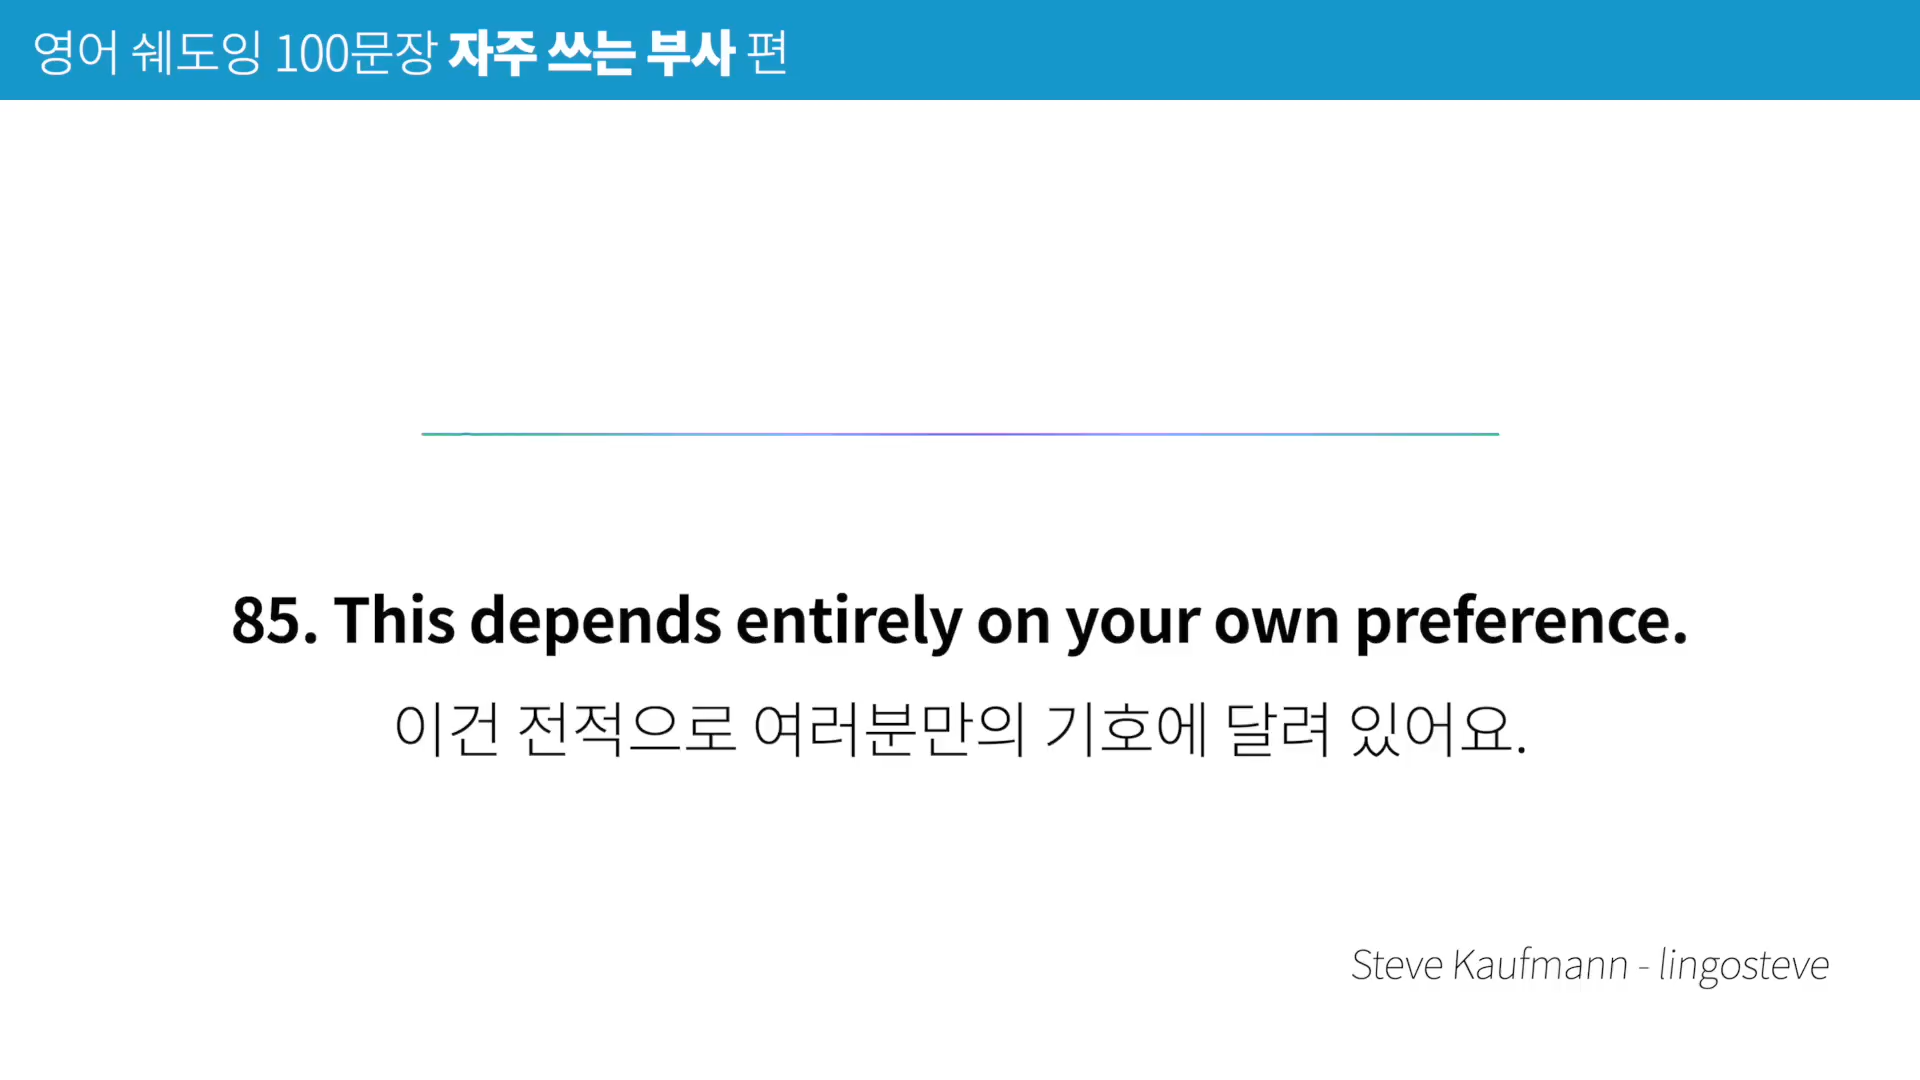 영어 쉐도잉 100문장 자주 쓰는 부사 편
85. This depends entirely on your own preference.
이건 전적으로 여러분만의 기호에 달려 있어요.
Steve Kaufmann - lingosteve